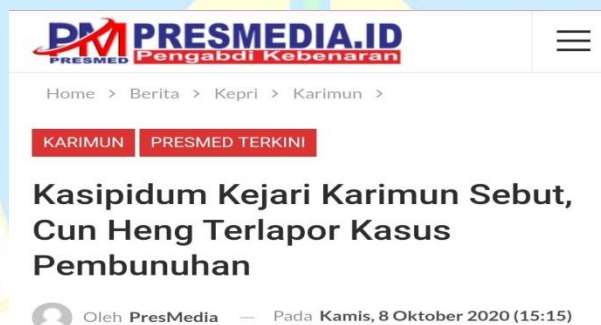 PM PRESMEDIA.ID
PRESMED Pengabdi Kebenaran
Home > Berita > Kepri > Karimun >
KARIMUN PRESMED TERKINI
Kasipidum Kejari Karimun Sebut,
Cun Heng Terlapor Kasus
Pembunuhan
Oleh PresMedia — Pada Kamis, 8 Oktober 2020 (15:15)